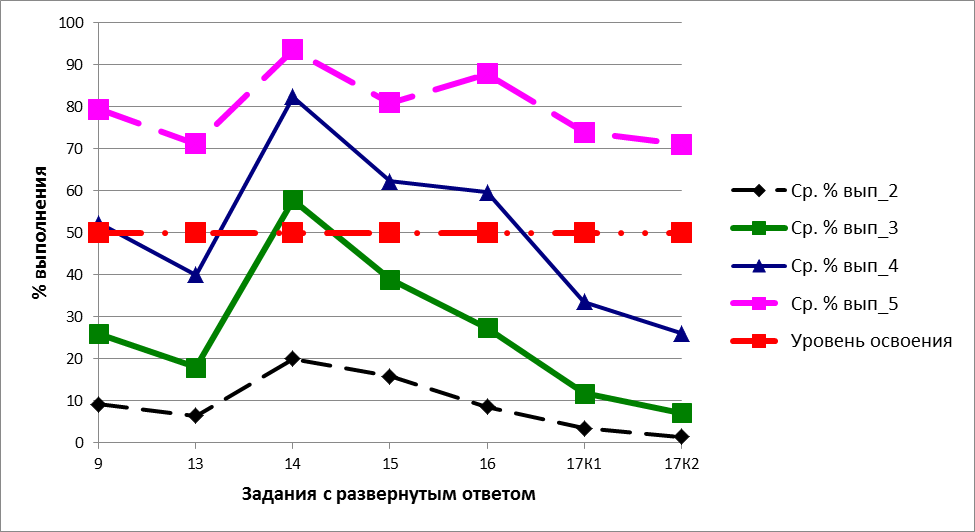 100
90
80
70
60
50
40
30
20
10
0
% выполнения
9 13 14 15 16 17К1 17К2
Задания с развернутым ответом
Ср. % вып_2
Ср. % вып_3
Ср. % вып_4
Ср. % вып_5
Уровень освоения